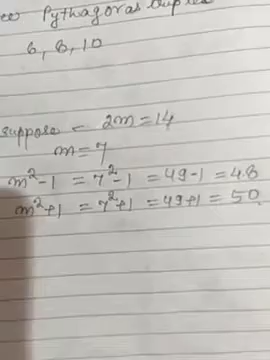 Pythagoras triplet
6, 8, 10
suppose - 2m = 14
m = 7
m² - 1 = 7² - 1 = 49 - 1 = 48
m² + 1 = 7² + 1 = 49 + 1 = 50